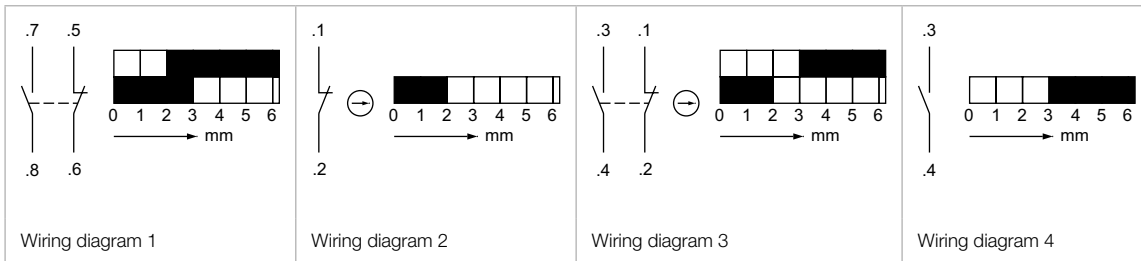 .7 .5
0 1 2 3 4 5 6
mm
.8 .6
Wiring diagram 1
.1
0 1 2 3 4 5 6
mm
.2
Wiring diagram 2
.3 .1
0 1 2 3 4 5 6
mm
.4 .2
Wiring diagram 3
.3
0 1 2 3 4 5 6
mm
.4
Wiring diagram 4